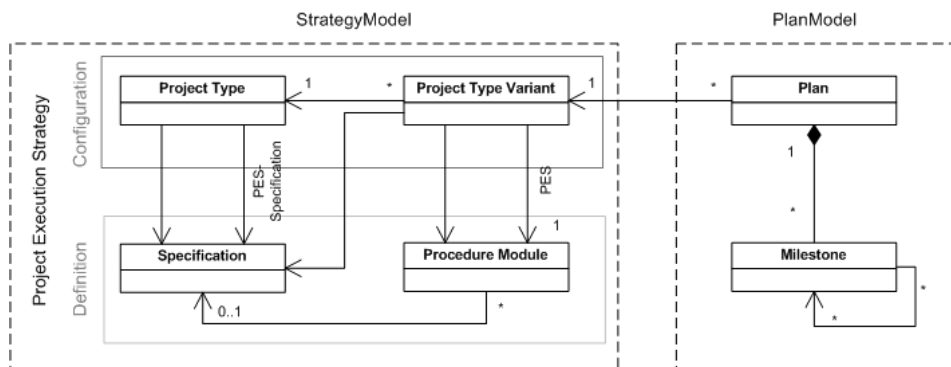 StrategyModel
PlanModel
Project Execution Strategy
Configuration
Project Type
1
*
Project Type Variant
1
*
Plan
PES-
Specification
PES
1
1
*
Definition
Specification
Procedure Module
Milestone
0..1
*
*
*